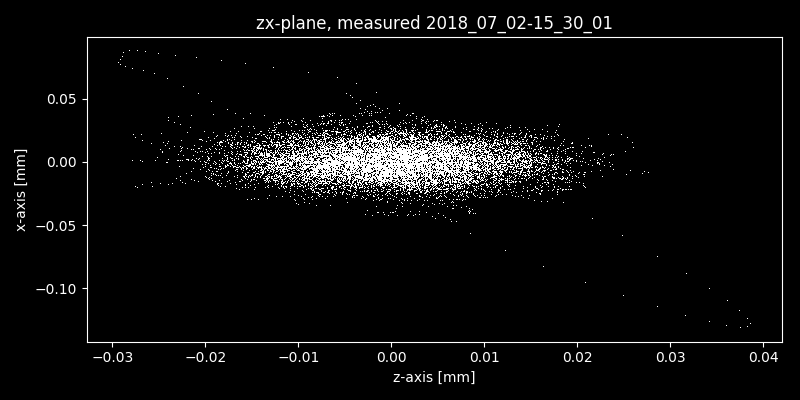 zx-plane, measured 2018_07_02-15_30_01
0.05
0.00
−0.05
−0.10
x-axis [mm]
−0.03 −0.02 −0.01 0.00 0.01 0.02 0.03 0.04
z-axis [mm]